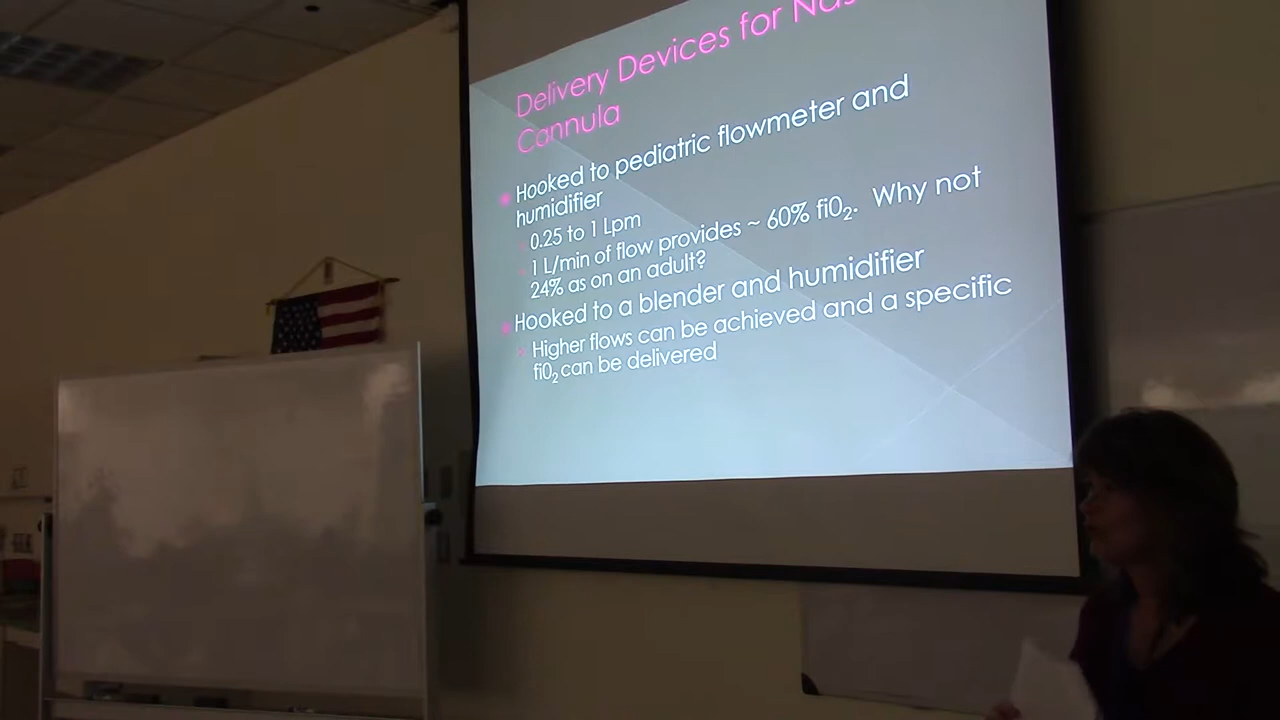 Delivery Devices for
Cannula
Hooked to pediatric flowmeter and
humidifier
0.25 to 1 Lpm
1 L/min of flow provides ~ 60% fi0₂. Why not
24% as on an adult?
Hooked to a blender and humidifier
Higher flows can be achieved and a specific
fi0₂ can be delivered